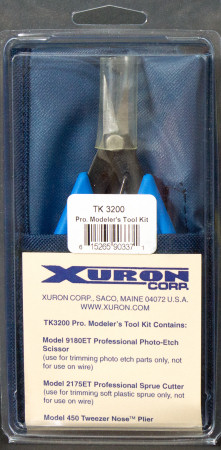 TK 3200
Pro. Modeler's Tool Kit
6 15265 90337 1
XURON
CORP.
XURON CORP., SACO, MAINE 04072 U.S.A.
WWW.XURON.COM
TK3200 Pro. Modeler's Tool Kit Contains:
Model 9180ET Professional Photo-Etch
Scissor
(use for trimming photo etch parts only, not
for use on wire)
Model 2175ET Professional Sprue Cutter
(use for trimming soft plastic sprue only, not
for use on wire)
Model 450 Tweezer Nose™ Plier